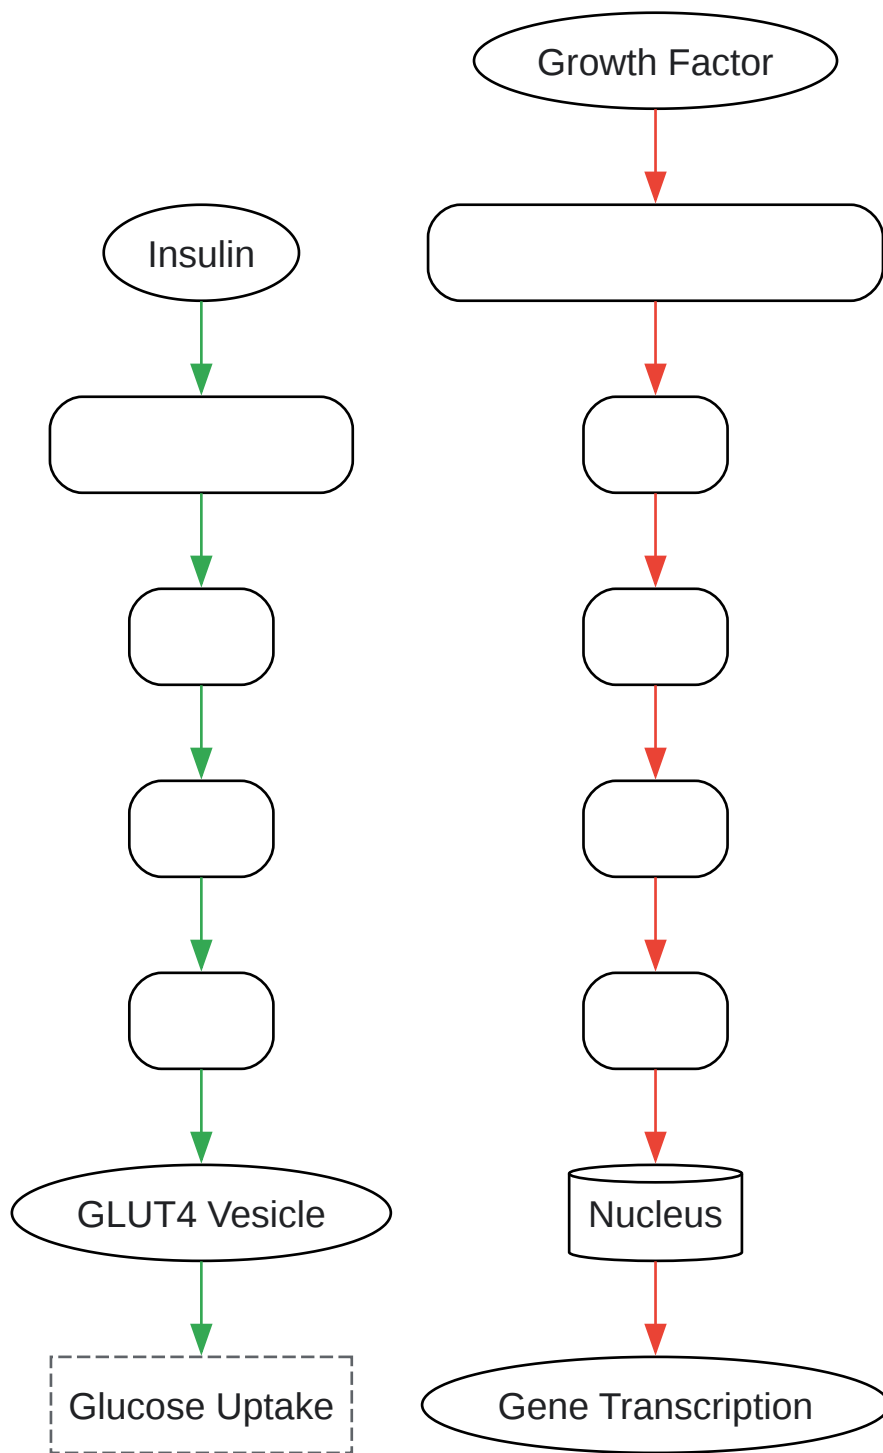 Growth Factor
Insulin
GLUT4 Vesicle
Nucleus
Glucose Uptake
Gene Transcription